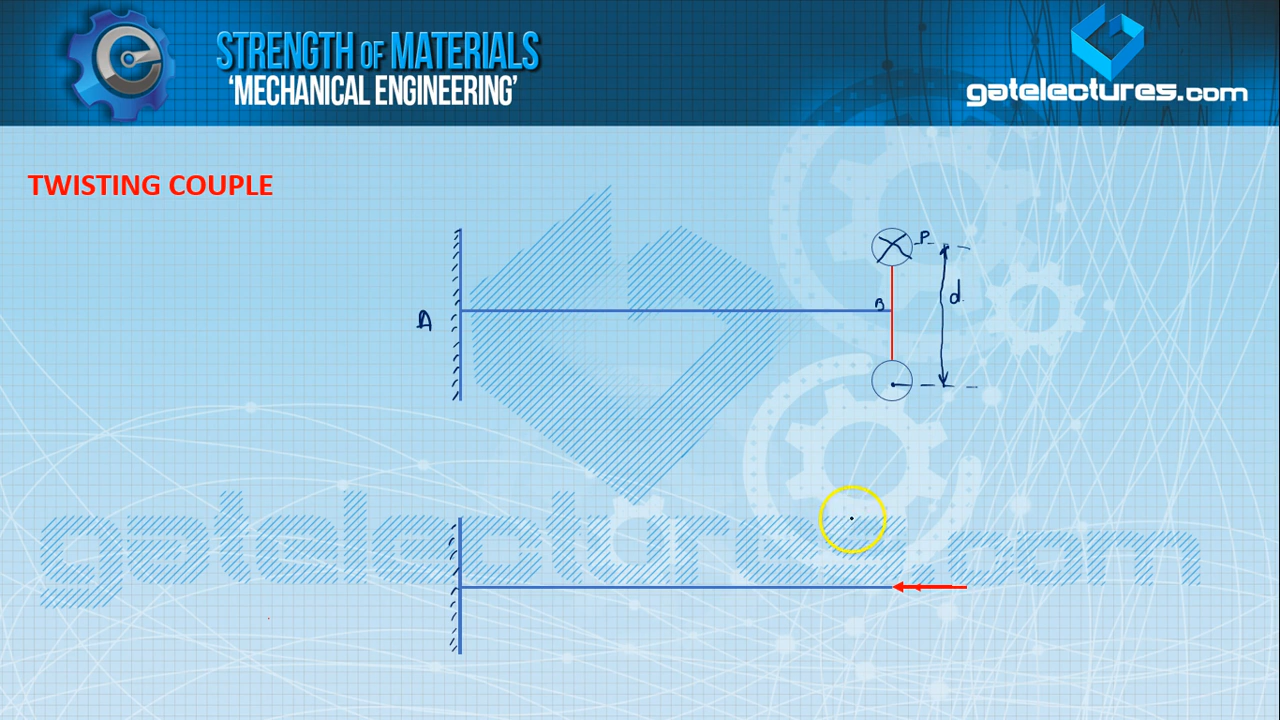 STRENGTH OF MATERIALS
'MECHANICAL ENGINEERING'
gatelectures.com
TWISTING COUPLE
P
B
d
A
gatelectures.com